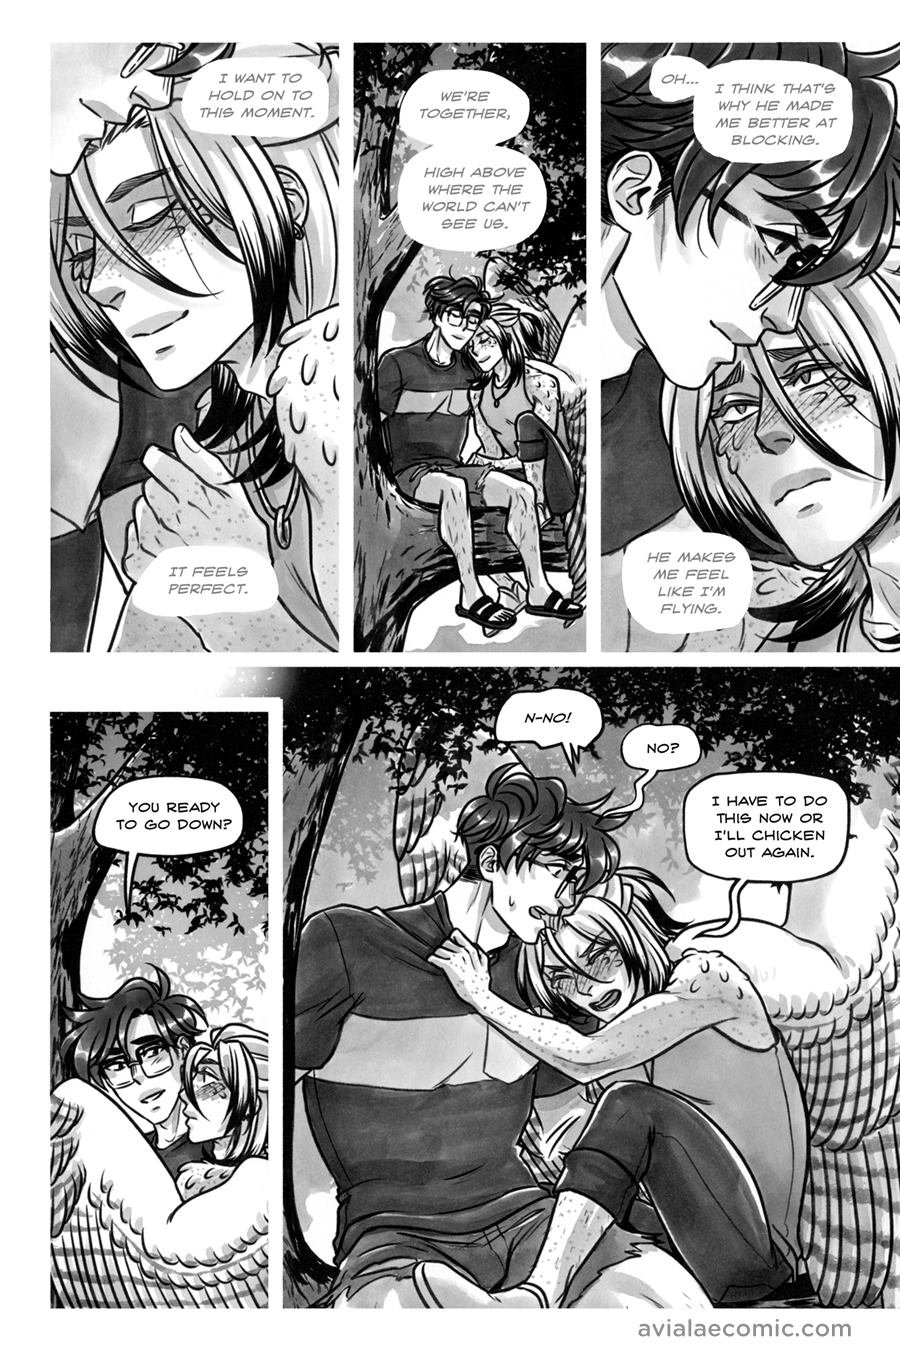 I WANT TO
HOLD ON TO
THIS MOMENT.
IT FEELS
PERFECT.
WE'RE
TOGETHER,
HIGH ABOVE
WHERE THE
WORLD CAN'T
SEE US.
OH...
I THINK THAT'S
WHY HE MADE
ME BETTER AT
BLOCKING.
HE MAKES
ME FEEL
LIKE I'M
FLYING.
YOU READY
TO GO DOWN?
N-NO!
NO?
I HAVE TO DO
THIS NOW OR
I'LL CHICKEN
OUT AGAIN.
avialaecomic.com